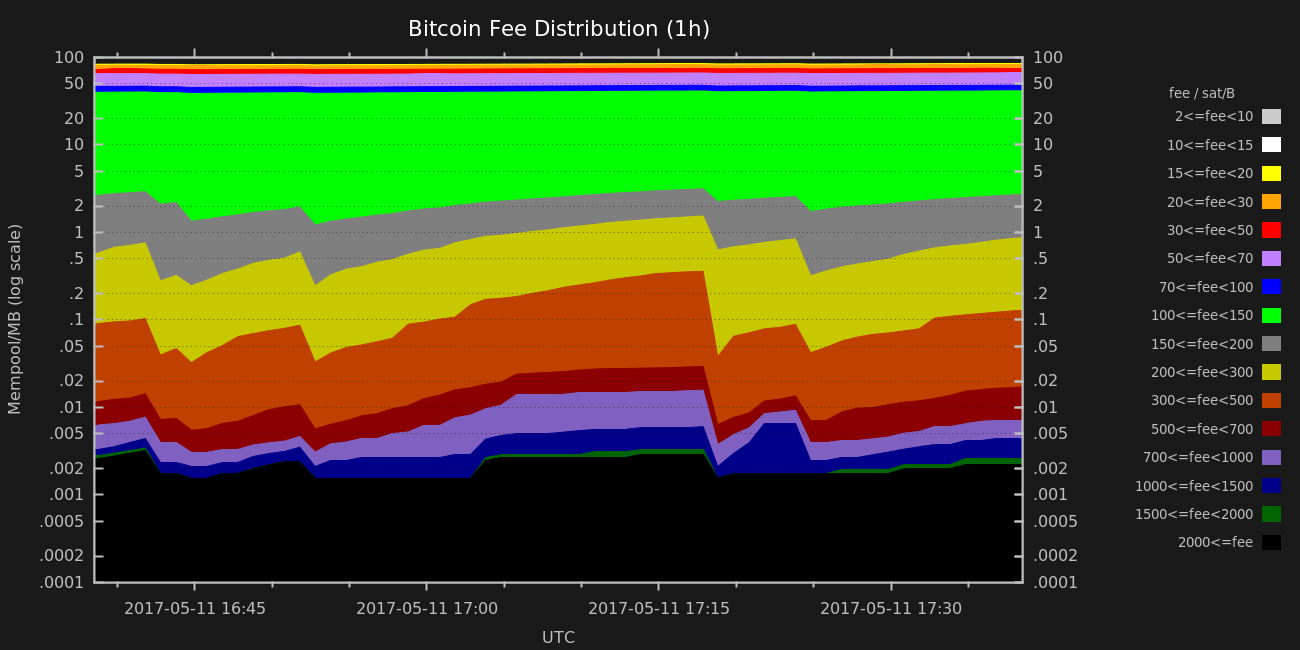 Bitcoin Fee Distribution (1h)
Mempool/MB (log scale)
100
50
20
10
5
2
1
.5
.2
.1
.05
.02
.01
.005
.002
.001
.0005
.0002
.0001
100
50
20
10
5
2
1
.5
.2
.1
.05
.02
.01
.005
.002
.001
.0005
.0002
.0001
2017-05-11 16:45
2017-05-11 17:00
2017-05-11 17:15
2017-05-11 17:30
UTC
fee / sat/B
2<=fee<10
10<=fee<15
15<=fee<20
20<=fee<30
30<=fee<50
50<=fee<70
70<=fee<100
100<=fee<150
150<=fee<200
200<=fee<300
300<=fee<500
500<=fee<700
700<=fee<1000
1000<=fee<1500
1500<=fee<2000
2000<=fee